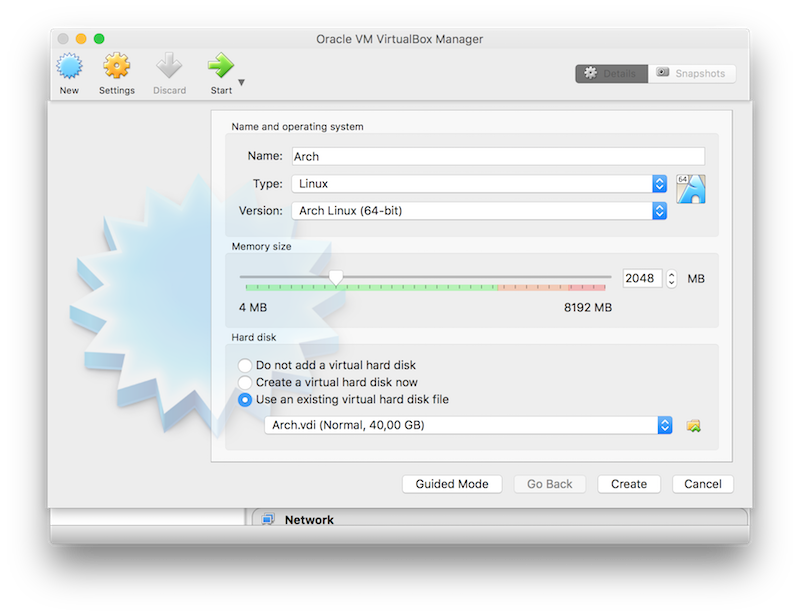 Oracle VM VirtualBox Manager
New Settings Discard Start Details Snapshots
Name and operating system
Name: Arch
Type: Linux
64
Version: Arch Linux (64-bit)
Memory size
2048 MB
4 MB 8192 MB
Hard disk
Do not add a virtual hard disk
Create a virtual hard disk now
Use an existing virtual hard disk file
Arch.vdi (Normal, 40,00 GB)
Guided Mode Go Back Create Cancel
Network